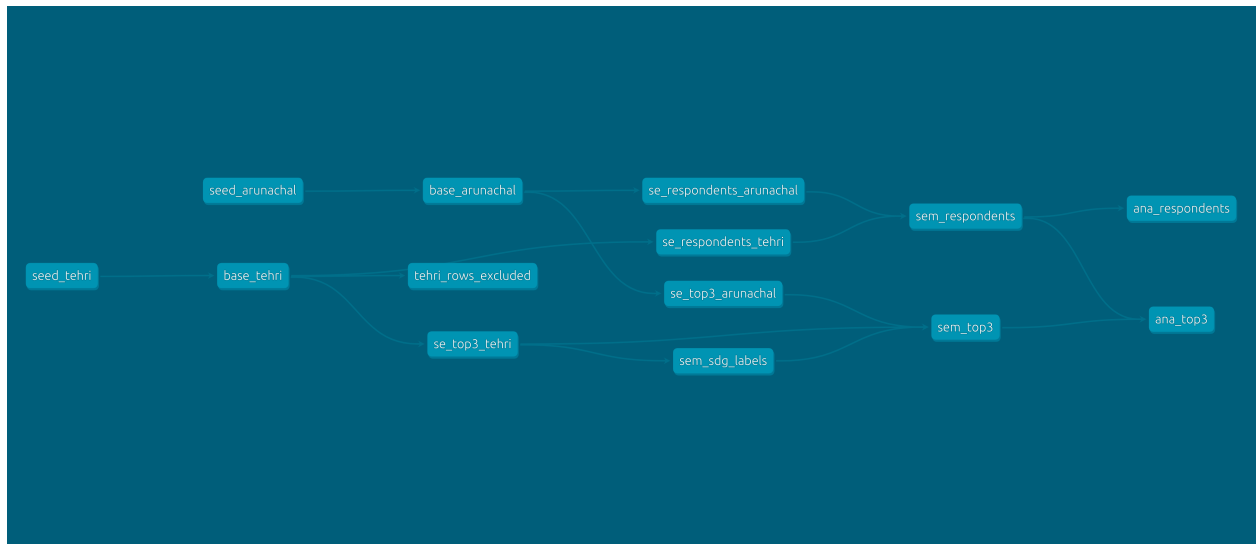 seed_arunachal
base_arunachal
se_respondents_arunachal
sem_respondents
ana_respondents
se_respondents_tehri
seed_tehri
base_tehri
tehri_rows_excluded
se_top3_arunachal
sem_top3
ana_top3
se_top3_tehri
sem_sdg_labels